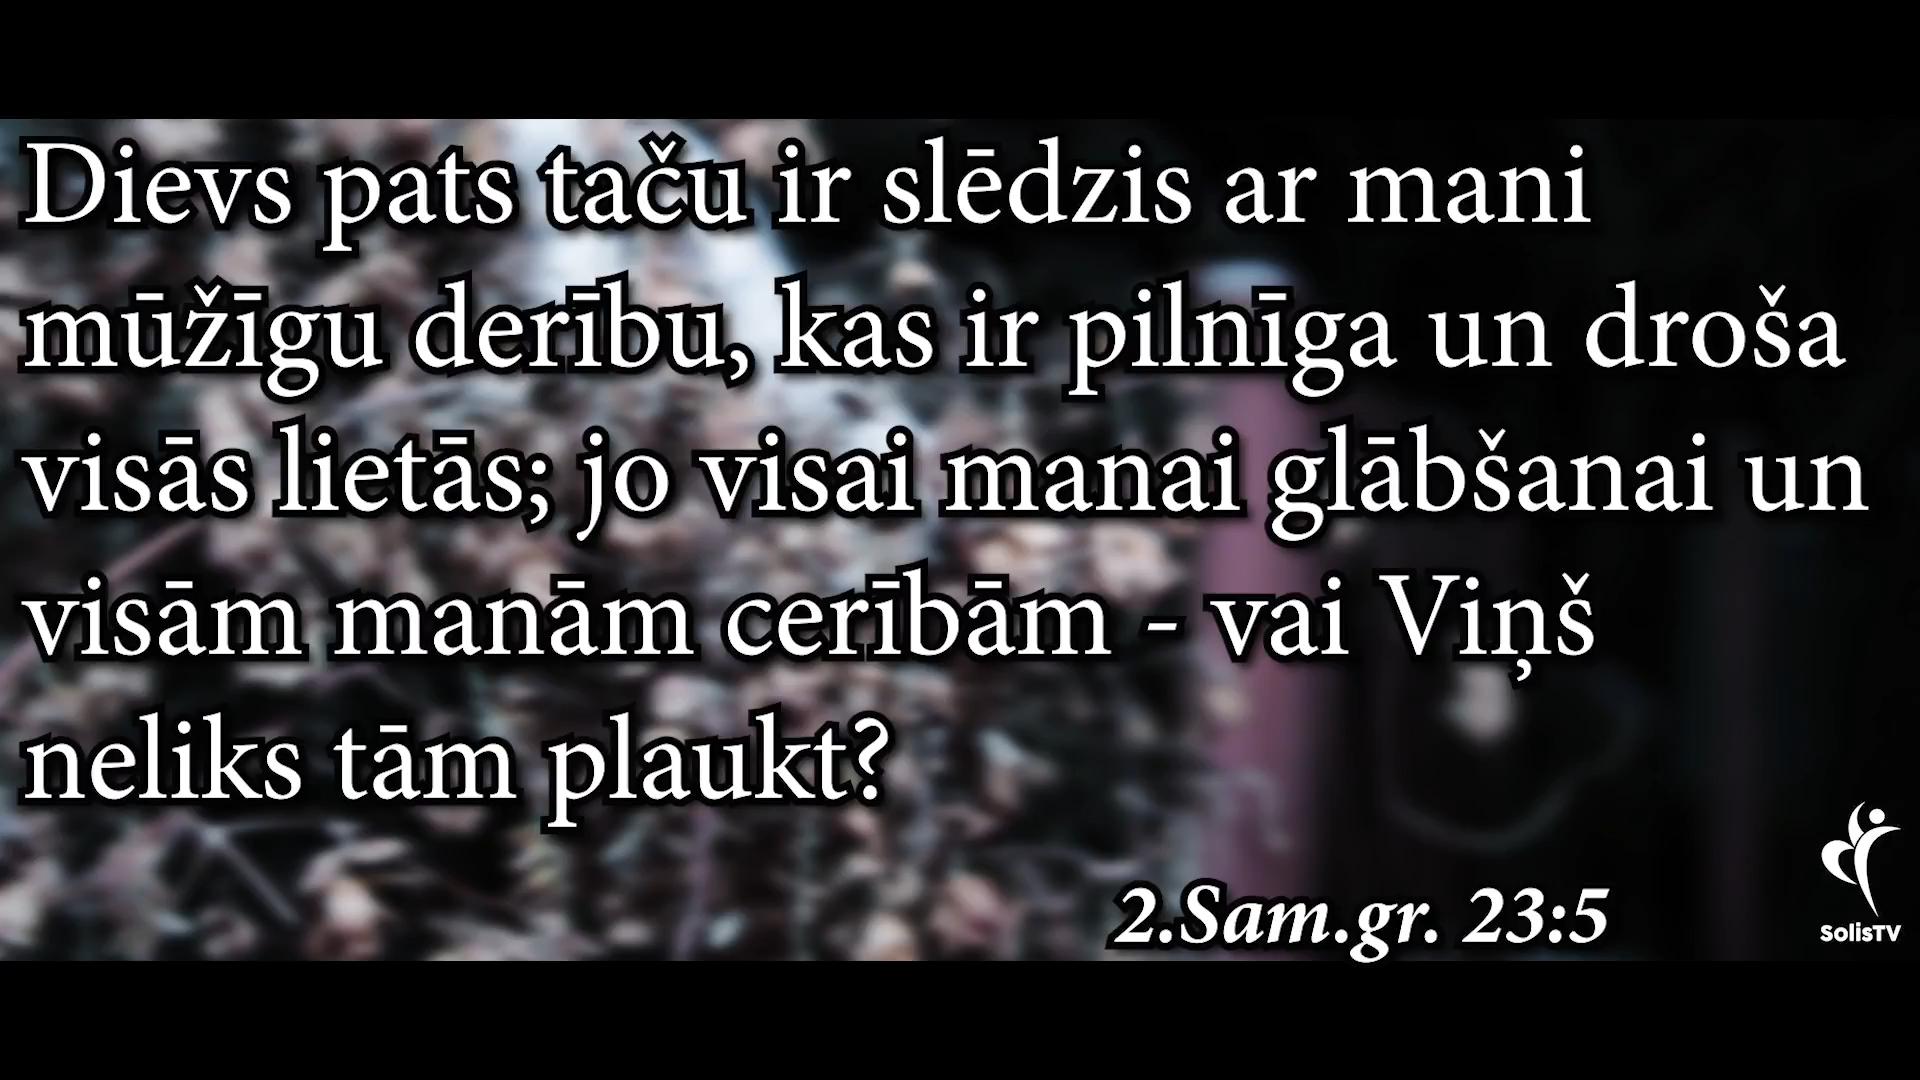 Dievs pats taču ir slēdzis ar mani
mūžīgu derību, kas ir pilnīga un droša
visās lietās; jo visai manai glābšanai un
visām manām cerībām - vai Viņš
neliks tām plaukt?
2.Sam.gr. 23:5
SolisTV